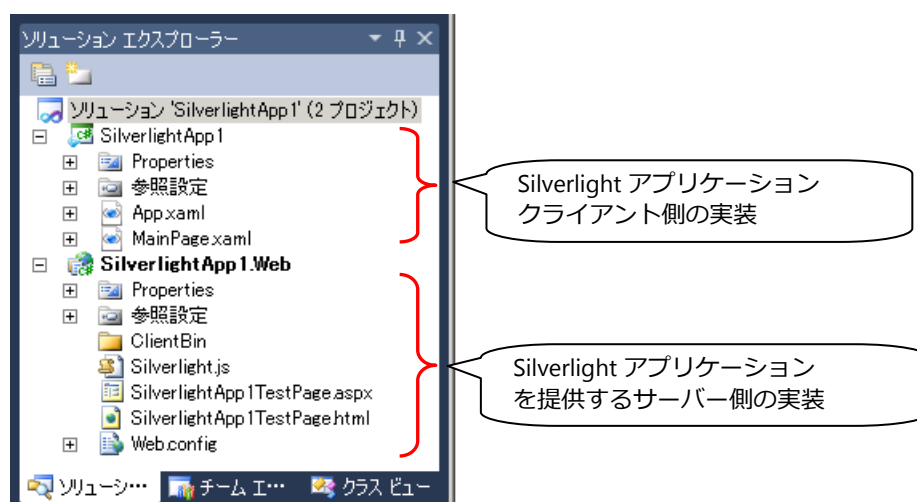 ソリューション エクスプローラー
ソリューション 'SilverlightApp1' (2 プロジェクト)
SilverlightApp1
Properties
参照設定
App.xaml
MainPage.xaml
SilverlightApp1.Web
Properties
参照設定
ClientBin
Silverlight.js
SilverlightApp1TestPage.aspx
SilverlightApp1TestPage.html
Web.config
Silverlight アプリケーション
クライアント側の実装
Silverlight アプリケーション
を提供するサーバー側の実装
ソリューシ… チーム エ… クラス ビュー